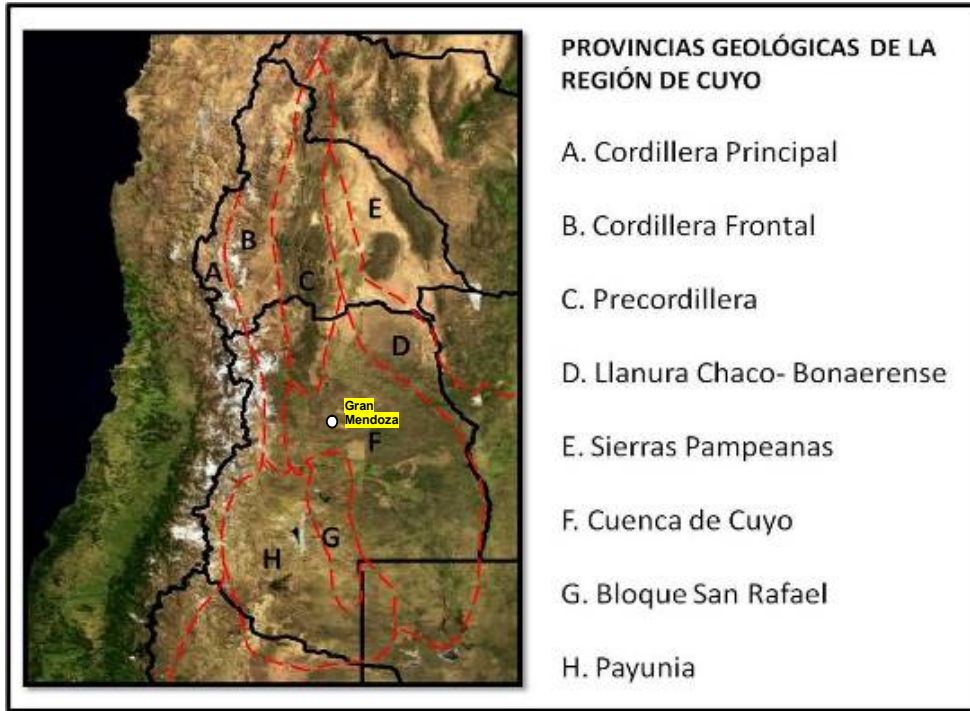 PROVINCIAS GEOLÓGICAS DE LA
REGIÓN DE CUYO
A. Cordillera Principal
B. Cordillera Frontal
C. Precordillera
D. Llanura Chaco- Bonaerense
E. Sierras Pampeanas
F. Cuenca de Cuyo
G. Bloque San Rafael
H. Payunia
E
B
A
C
D
Gran
Mendoza
F
G
H